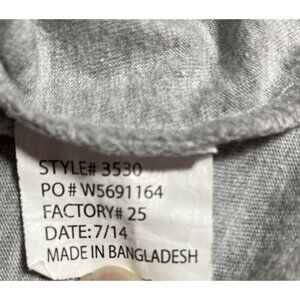 STYLE# 3530
PO# W5691164
FACTORY# 25
DATE: 7/14
MADE IN BANGLADESH